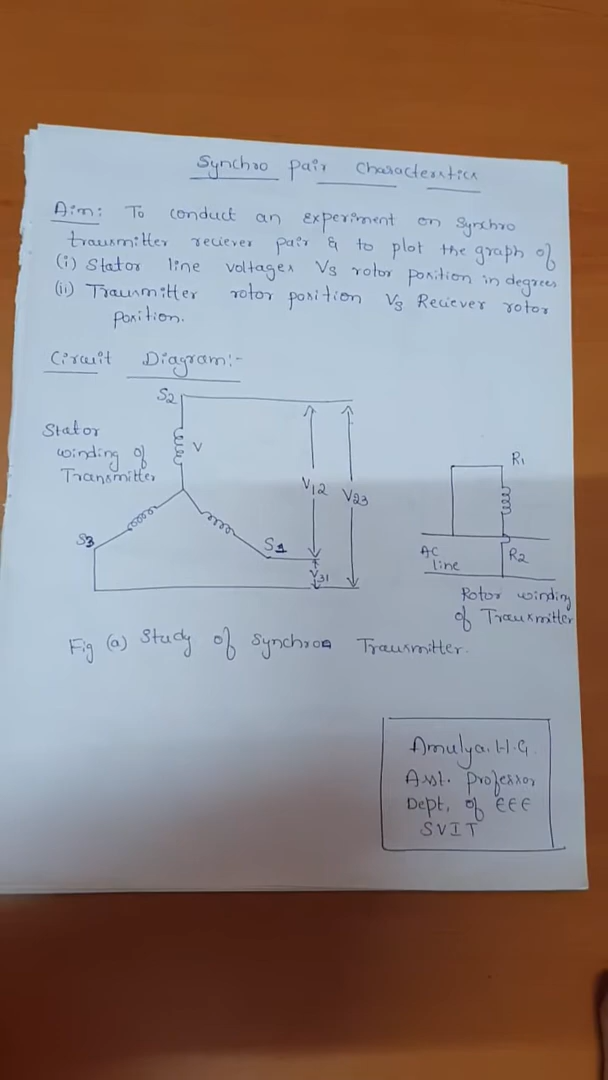 Synchro pair Characterstics
Aim: To conduct an experiment on Synchro
transmitter reciever pair & to plot the graph of
(i) Stator line voltages Vs rotor position in degrees
(ii) Transmitter rotor position Vs Reciever rotor
position.
Circuit Diagram:-
S2
Stator
winding of
Transmitter
V
V12
V23
S3
S1
V31
R1
AC
line
R2
Rotor winding
of Transmitter
Fig (a) Study of Synchro Transmitter.
Amulya.H.G.
Asst. Professor
Dept. of EEE
SVIT